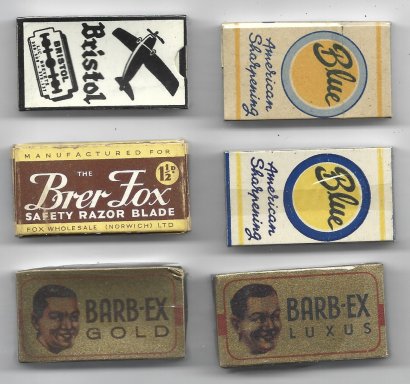 BRISTOL
Bristol
Blue
American
Sharpening
MANUFACTURED FOR
THE
Brer Fox
1½D
SAFETY RAZOR BLADE
FOX WHOLESALE (NORWICH) LTD
Blue
American
Sharpening
BARB-EX
GOLD
BARB-EX
LUXUS